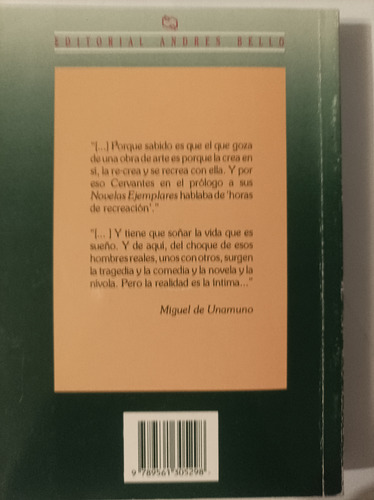 EDITORIAL ANDRES BELLO
"[...] Porque sabido es que el que goza
de una obra de arte es porque la crea en
sí, la re-crea y se recrea con ella. Y por
eso Cervantes en el prólogo a sus
Novelas Ejemplares hablaba de 'horas
de recreación'."
"[...] Y tiene que soñar la vida que es
sueño. Y de aquí, del choque de esos
hombres reales, unos con otros, surgen
la tragedia y la comedia y la novela y la
nivola. Pero la realidad es la íntima..."
Miguel de Unamuno
9 789561 305298